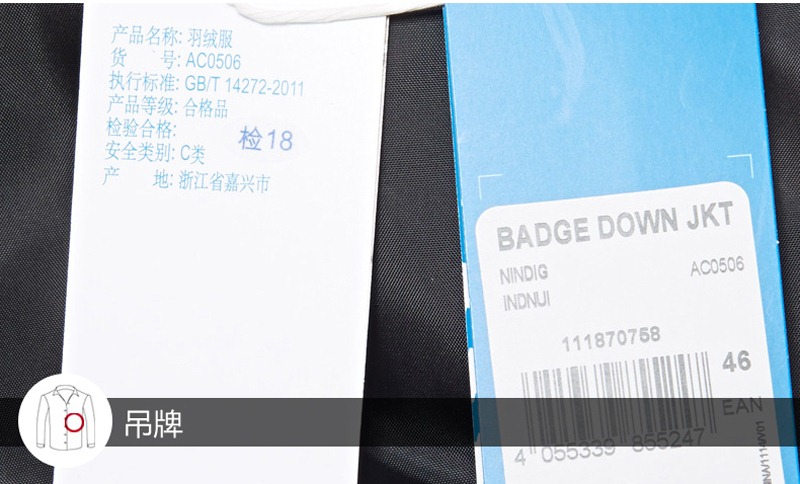 产品名称: 羽绒服
货 号: AC0506
执行标准: GB/T 14272-2011
产品等级: 合格品
检验合格:
检18
安全类别: C类
产 地: 浙江省嘉兴市
BADGE DOWN JKT
NINDIG AC0506
INDNUI
111870758
46
EAN
4 055339 855247
吊牌